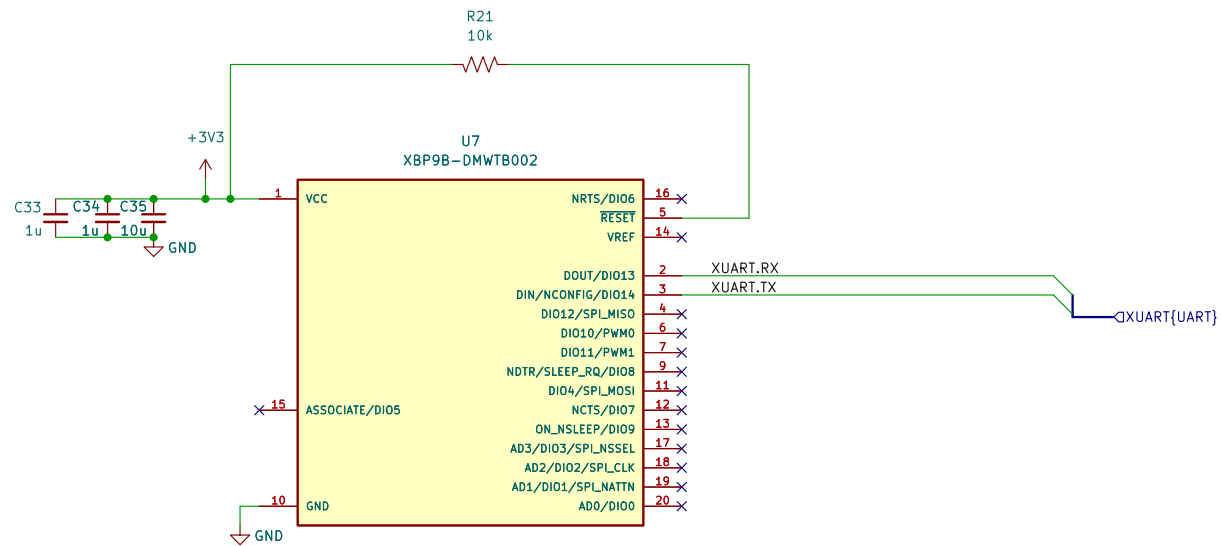 R21
10k
+3V3
U7
XBP9B-DMWTB002
C33
1u
C34
1u
C35
10u
GND
1 VCC
15 ASSOCIATE/DIO5
10 GND
GND
NRTS/DIO6 16
RESET 5
VREF 14
DOUT/DIO13 2 XUART.RX
DIN/NCONFIG/DIO14 3 XUART.TX
DIO12/SPI_MISO 4
DIO10/PWM0 6
DIO11/PWM1 7
NDTR/SLEEP_RQ/DIO8 9
DIO4/SPI_MOSI 11
NCTS/DIO7 12
ON_NSLEEP/DIO9 13
AD3/DIO3/SPI_NSSEL 17
AD2/DIO2/SPI_CLK 18
AD1/DIO1/SPI_NATTN 19
AD0/DIO0 20
XUART{UART}